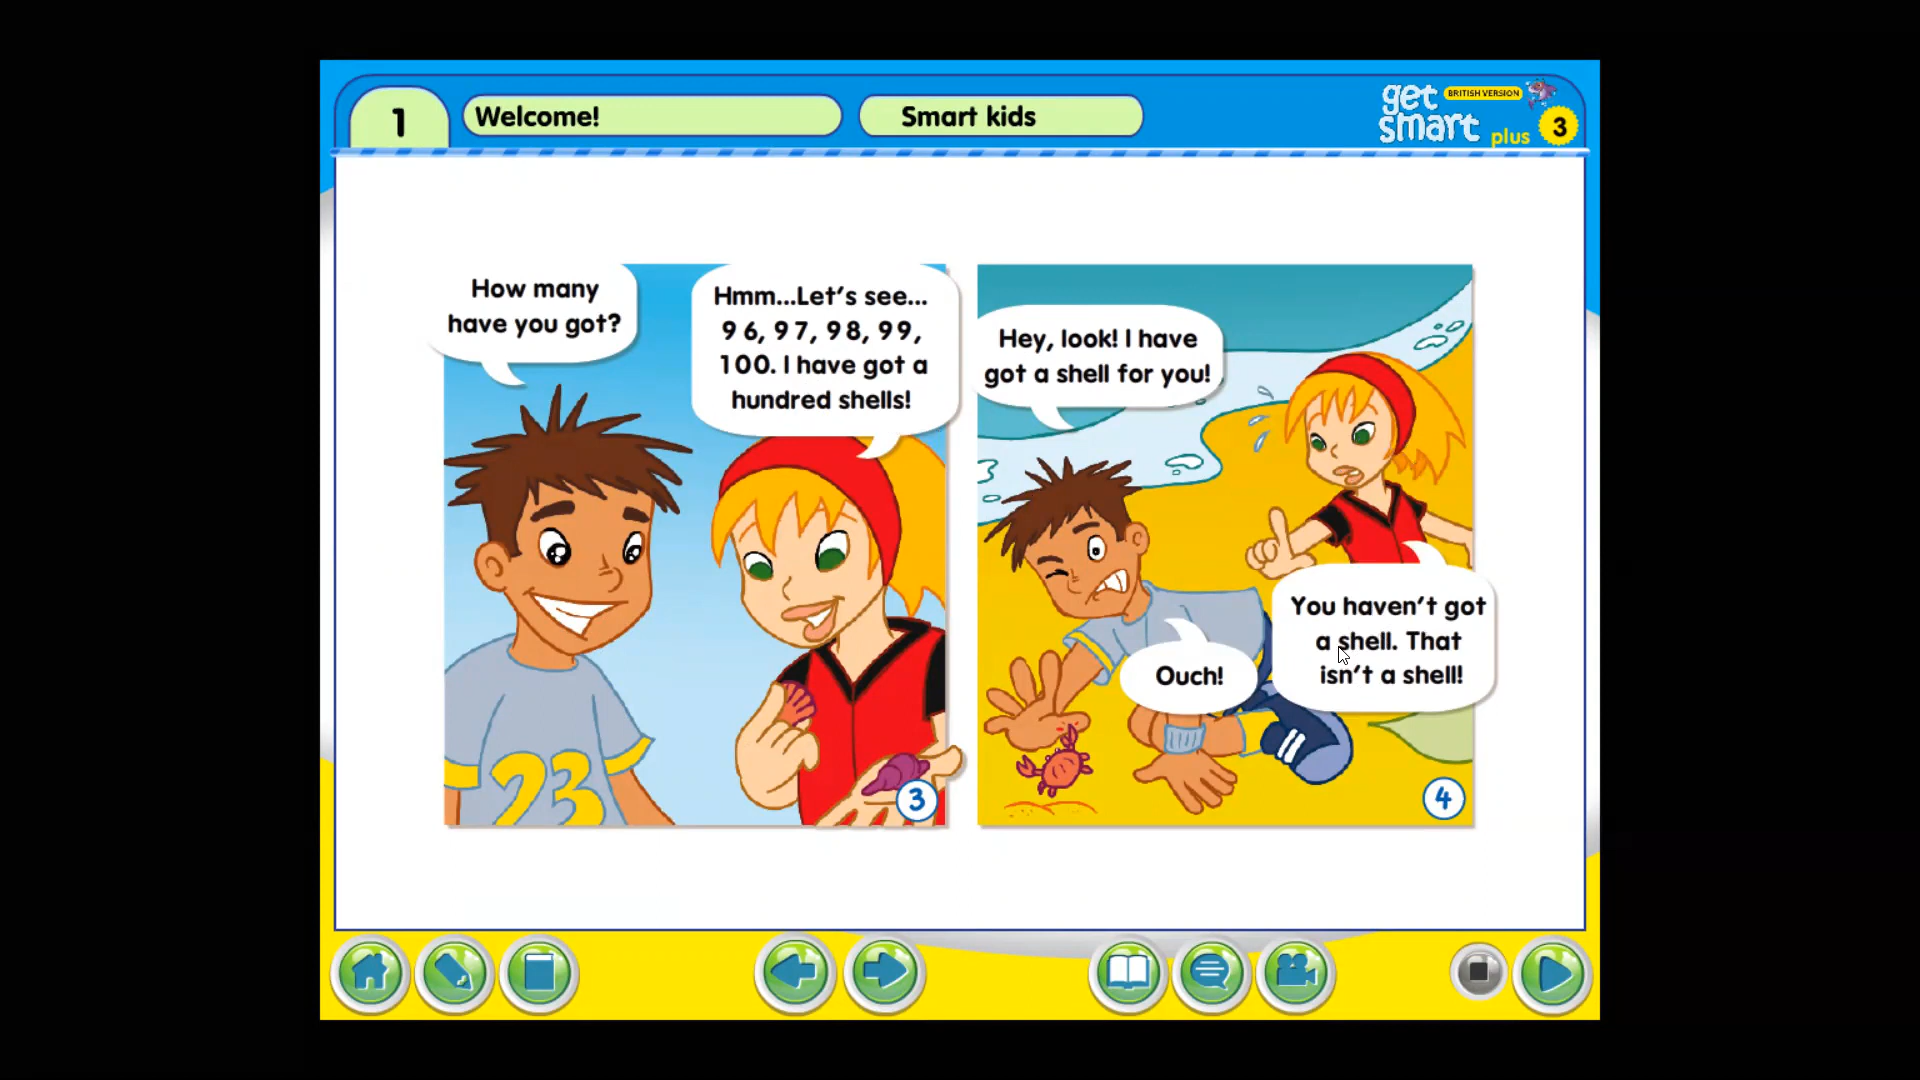 1
Welcome!
Smart kids
get
smart
BRITISH VERSION
plus
3
How many
have you got?
Hmm...Let's see...
96, 97, 98, 99,
100. I have got a
hundred shells!
23
3
Hey, look! I have
got a shell for you!
Ouch!
You haven't got
a shell. That
isn't a shell!
4